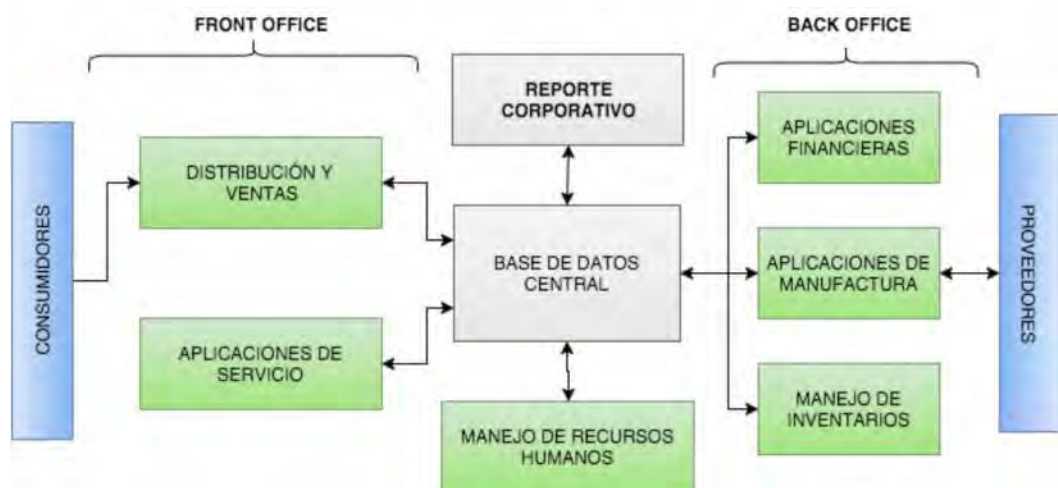 FRONT OFFICE
BACK OFFICE
REPORTE
CORPORATIVO
CONSUMIDORES
DISTRIBUCIÓN Y
VENTAS
APLICACIONES DE
SERVICIO
BASE DE DATOS
CENTRAL
MANEJO DE RECURSOS
HUMANOS
APLICACIONES
FINANCIERAS
APLICACIONES DE
MANUFACTURA
MANEJO DE
INVENTARIOS
PROVEEDORES